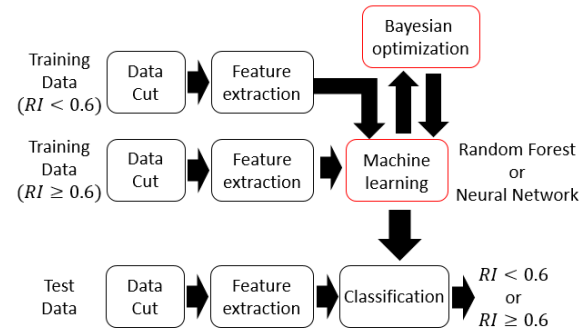 Bayesian
optimization
Training
Data
(RI < 0.6)
Data
Cut
Feature
extraction
Training
Data
(RI ≥ 0.6)
Data
Cut
Feature
extraction
Machine
learning
Random Forest
or
Neural Network
Test
Data
Data
Cut
Feature
extraction
Classification
RI < 0.6
or
RI ≥ 0.6